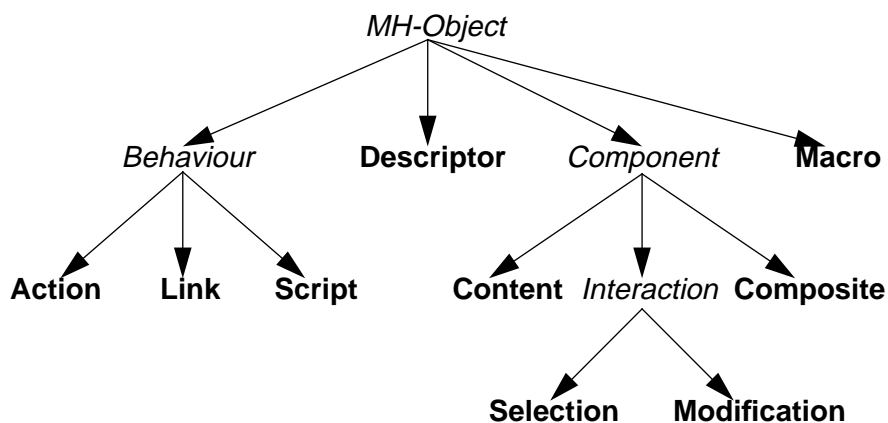 MH-Object
Behaviour Descriptor Component Macro
Action Link Script Content Interaction Composite
Selection Modification